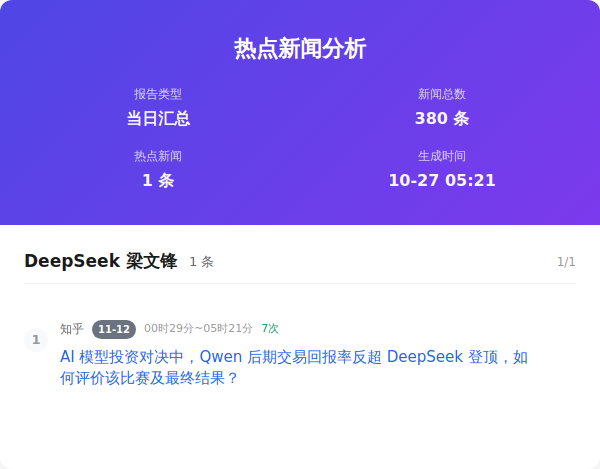 热点新闻分析
报告类型
新闻总数
当日汇总
380 条
热点新闻
生成时间
1 条
10-27 05:21
DeepSeek 梁文锋 1 条 1/1
知乎 11-12 00时29分~05时21分 7次
1
AI 模型投资对决中，Qwen 后期交易回报率反超 DeepSeek 登顶，如
何评价该比赛及最终结果？